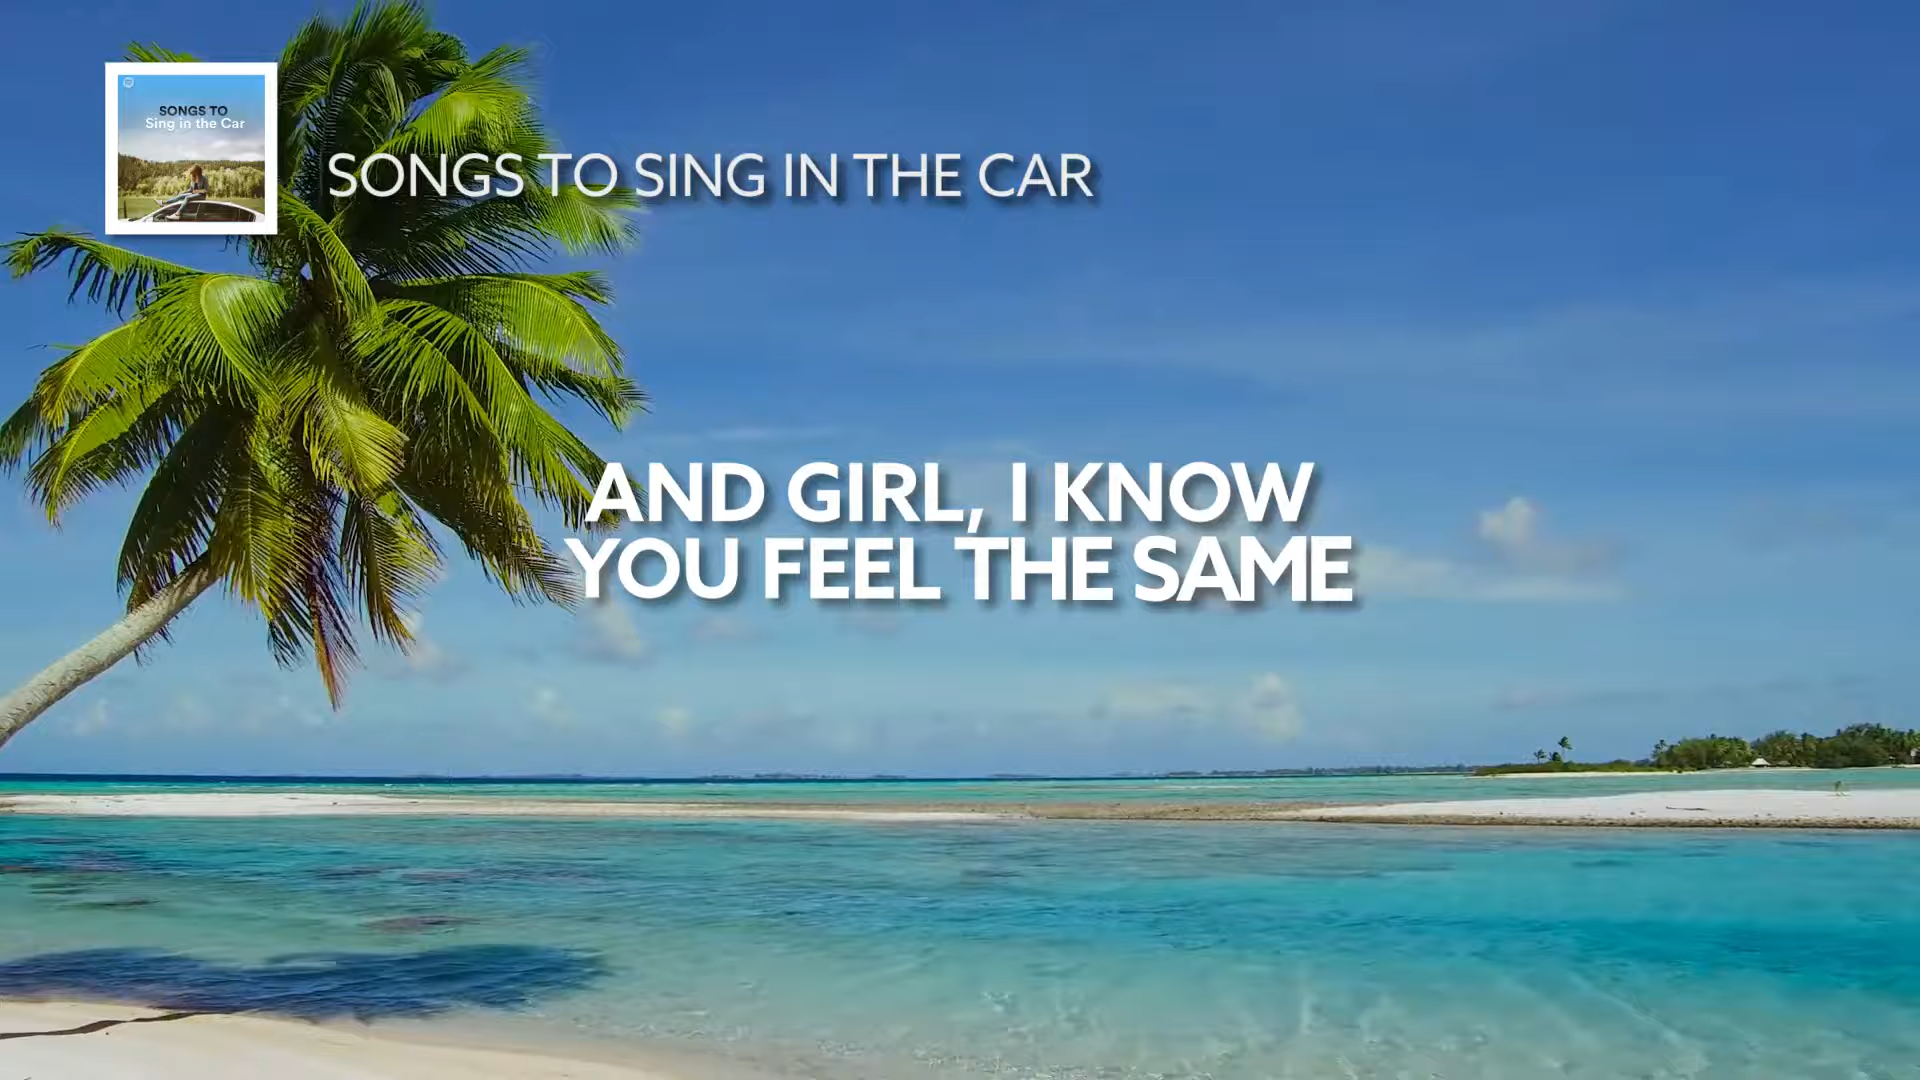 SONGS TO
Sing in the Car
SONGS TO SING IN THE CAR
AND GIRL, I KNOW
YOU FEEL THE SAME